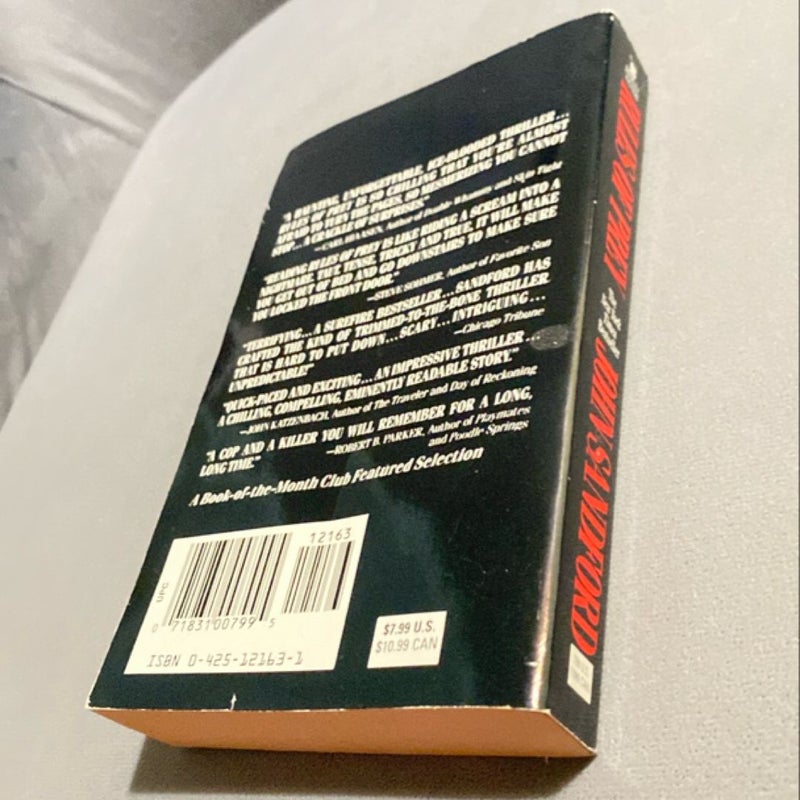 "A HAUNTING, UNFORGETTABLE, ICE-BLOODED THRILLER...
RULES OF PREY IS SO CHILLING THAT YOU'RE ALMOST
AFRAID TO TURN THE PAGES, SO MESMERIZING YOU CANNOT
STOP...A CRACKLE OF SURPRISES."
—CARL HIAASEN, Author of Double Whammy and Skin Tight
"READING RULES OF PREY IS LIKE RIDING A SCREAM INTO A
NIGHTMARE. TAUT, TENSE, TRICKY AND TRUE, IT WILL MAKE
YOU GET OUT OF BED AND GO DOWNSTAIRS TO MAKE SURE
YOU LOCKED THE FRONT DOOR."
—STEVE SOHMER, Author of Favorite Son
"TERRIFYING...A SUREFIRE BESTSELLER...SANDFORD HAS
CRAFTED THE KIND OF TRIMMED-TO-THE-BONE THRILLER
THAT IS HARD TO PUT DOWN...SCARY...INTRIGUING...
UNPREDICTABLE!"
—Chicago Tribune
"QUICK-PACED AND EXCITING...AN IMPRESSIVE THRILLER...
A CHILLING, COMPELLING, EMINENTLY READABLE STORY."
—JOHN KATZENBACH, Author of The Traveler and Day of Reckoning
"A COP AND A KILLER YOU WILL REMEMBER FOR A LONG,
LONG TIME."
—ROBERT B. PARKER, Author of Playmates
and Poodle Springs
A Book-of-the-Month Club Featured Selection
12163
UPC
0 71831 00799 5
ISBN 0-425-12163-1
$7.99 U.S.
$10.99 CAN
RULES OF PREY
JOHN SANDFORD